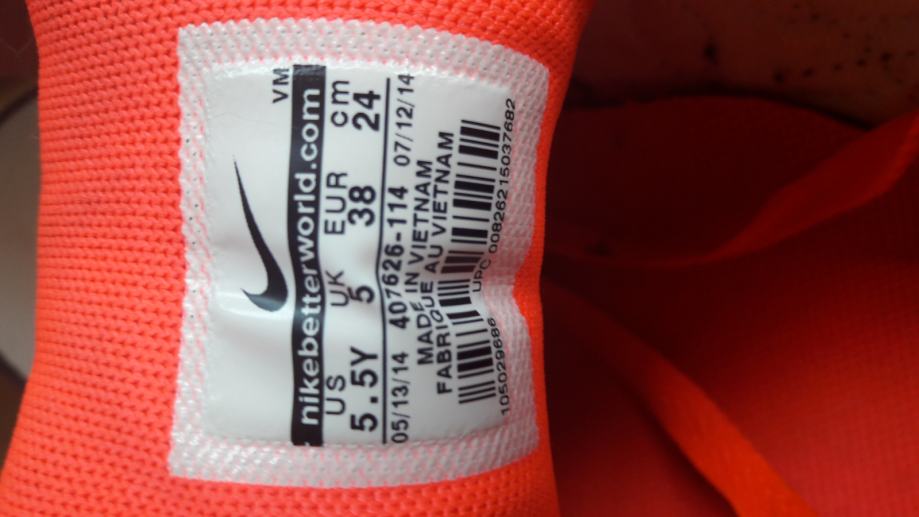 VM
nikebetterworld.com
US UK EUR cm
5.5Y 5 38 24
05/13/14 407626-114 07/12/14
MADE IN VIETNAM
FABRIQUE AU VIETNAM
105029686 UPC 00826215037682